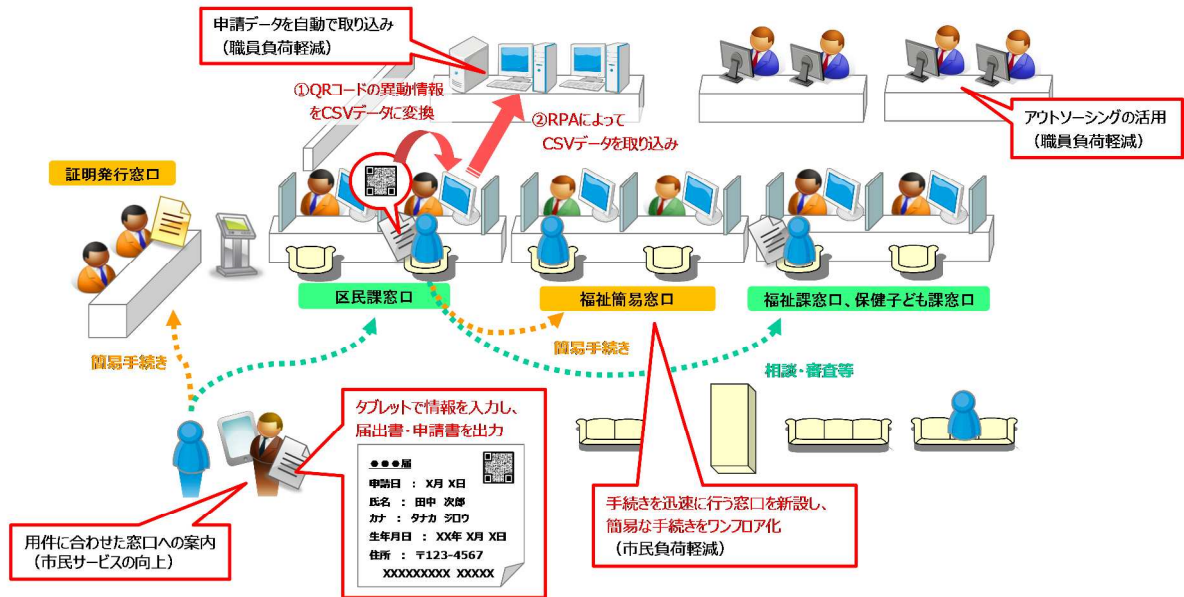 申請データを自動で取り込み
（職員負荷軽減）
①QRコードの異動情報
をCSVデータに変換
②RPAによって
CSVデータを取り込み
アウトソーシングの活用
（職員負荷軽減）
証明発行窓口
区民課窓口
福祉簡易窓口
福祉課窓口、保健子ども課窓口
簡易手続き
簡易手続き
相談・審査等
タブレットで情報を入力し、
届出書・申請書を出力
●●●届
申請日 ： X月 X日
氏名 ： 田中 次郎
カナ ： タナカ ジロウ
生年月日 ： XX年 X月 X日
住所 ： 〒123-4567
XXXXXXXXX XXXXX
手続きを迅速に行う窓口を新設し、
簡易な手続きをワンフロア化
（市民負荷軽減）
用件に合わせた窓口への案内
（市民サービスの向上）